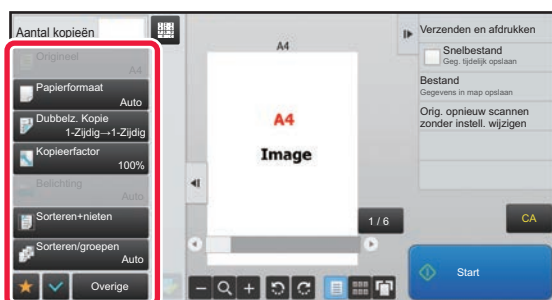 Aantal kopieën
Origineel
A4
Papierformaat
Auto
Dubbelz. Kopie
1-Zijdig→1-Zijdig
Kopieerfactor
100%
Belichting
Auto
Sorteren+nieten
Sorteren/groepen
Auto
Overige
A4
A4
Image
1 / 6
Verzenden en afdrukken
Snelbestand
Geg. tijdelijk opslaan
Bestand
Gegevens in map opslaan
Orig. opnieuw scannen
zonder instell. wijzigen
CA
Start